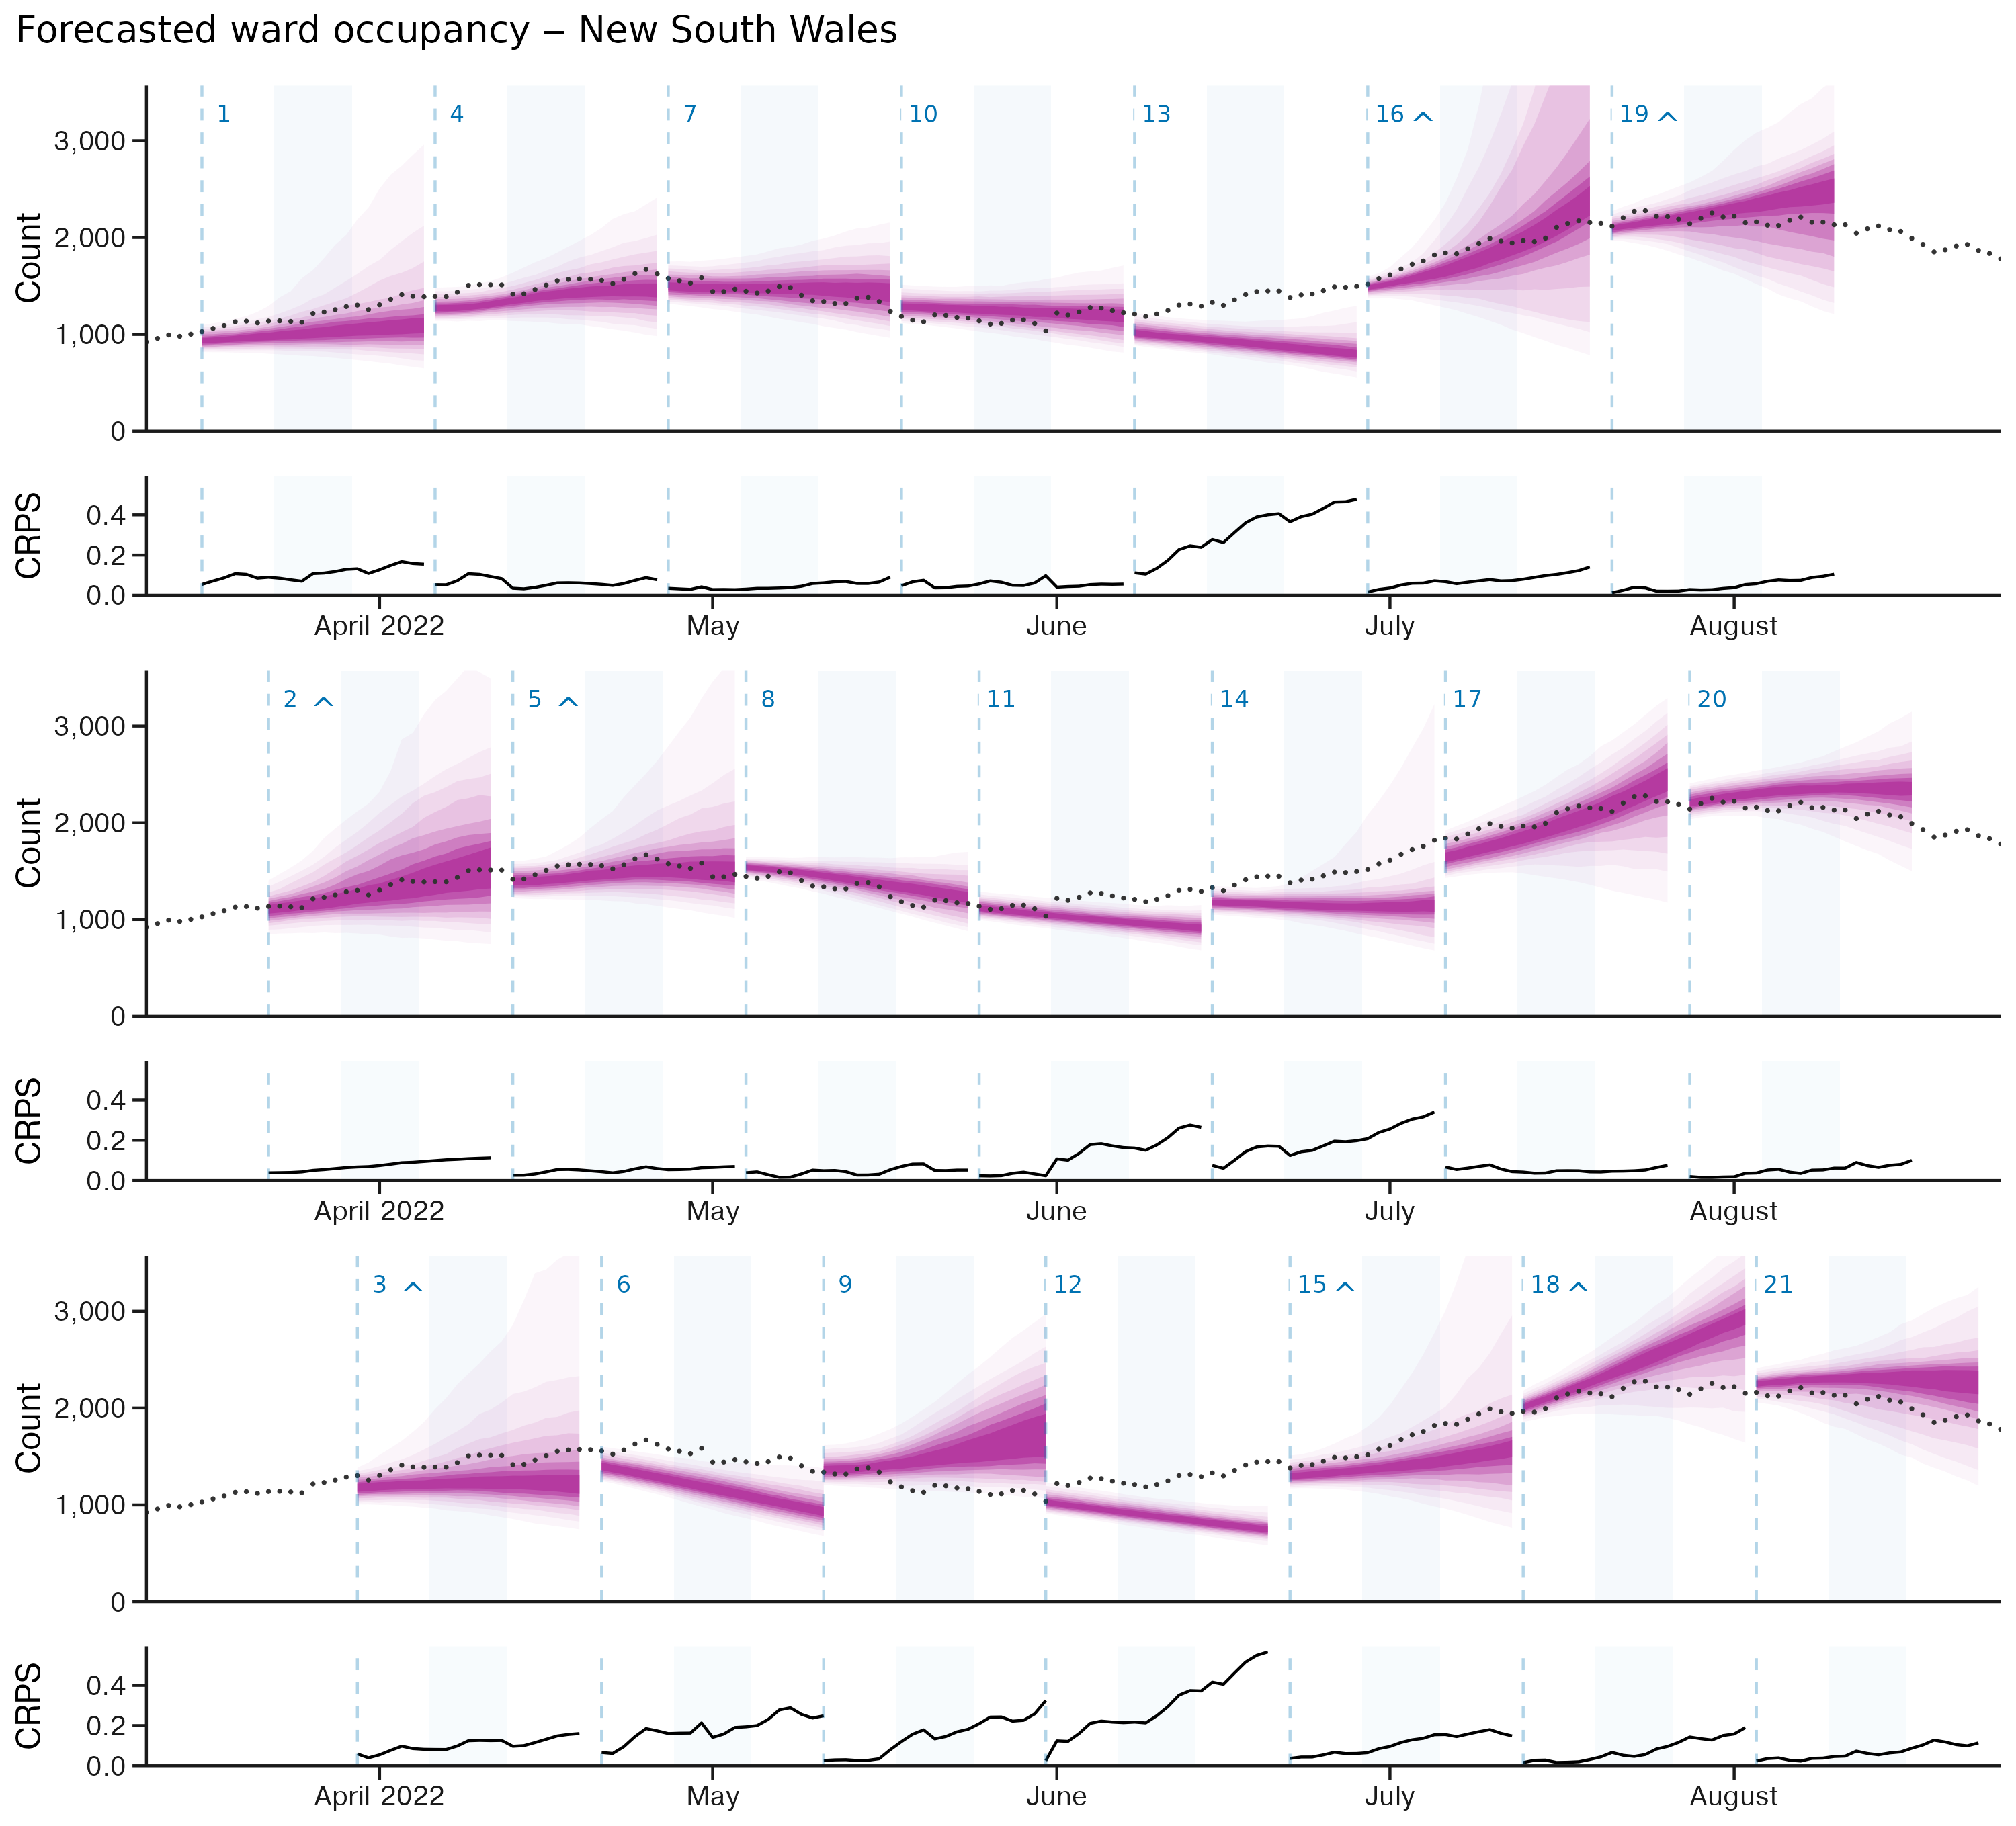 Forecasted ward occupancy – New South Wales
1 4 7 10 13 16 ^ 19 ^
Count
3,000
2,000
1,000
0
CRPS
0.4
0.2
0.0
April 2022 May June July August
2 ^ 5 ^ 8 11 14 17 20
Count
3,000
2,000
1,000
0
CRPS
0.4
0.2
0.0
April 2022 May June July August
3 ^ 6 9 12 15 ^ 18 ^ 21
Count
3,000
2,000
1,000
0
CRPS
0.4
0.2
0.0
April 2022 May June July August